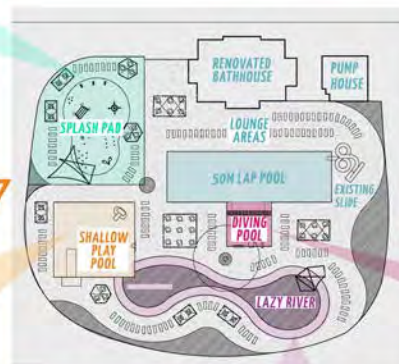 RENOVATED
BATHHOUSE
PUMP
HOUSE
SPLASH PAD
LOUNGE
AREAS
50M LAP POOL
EXISTING
SLIDE
7
SHALLOW
PLAY
POOL
DIVING
POOL
LAZY RIVER